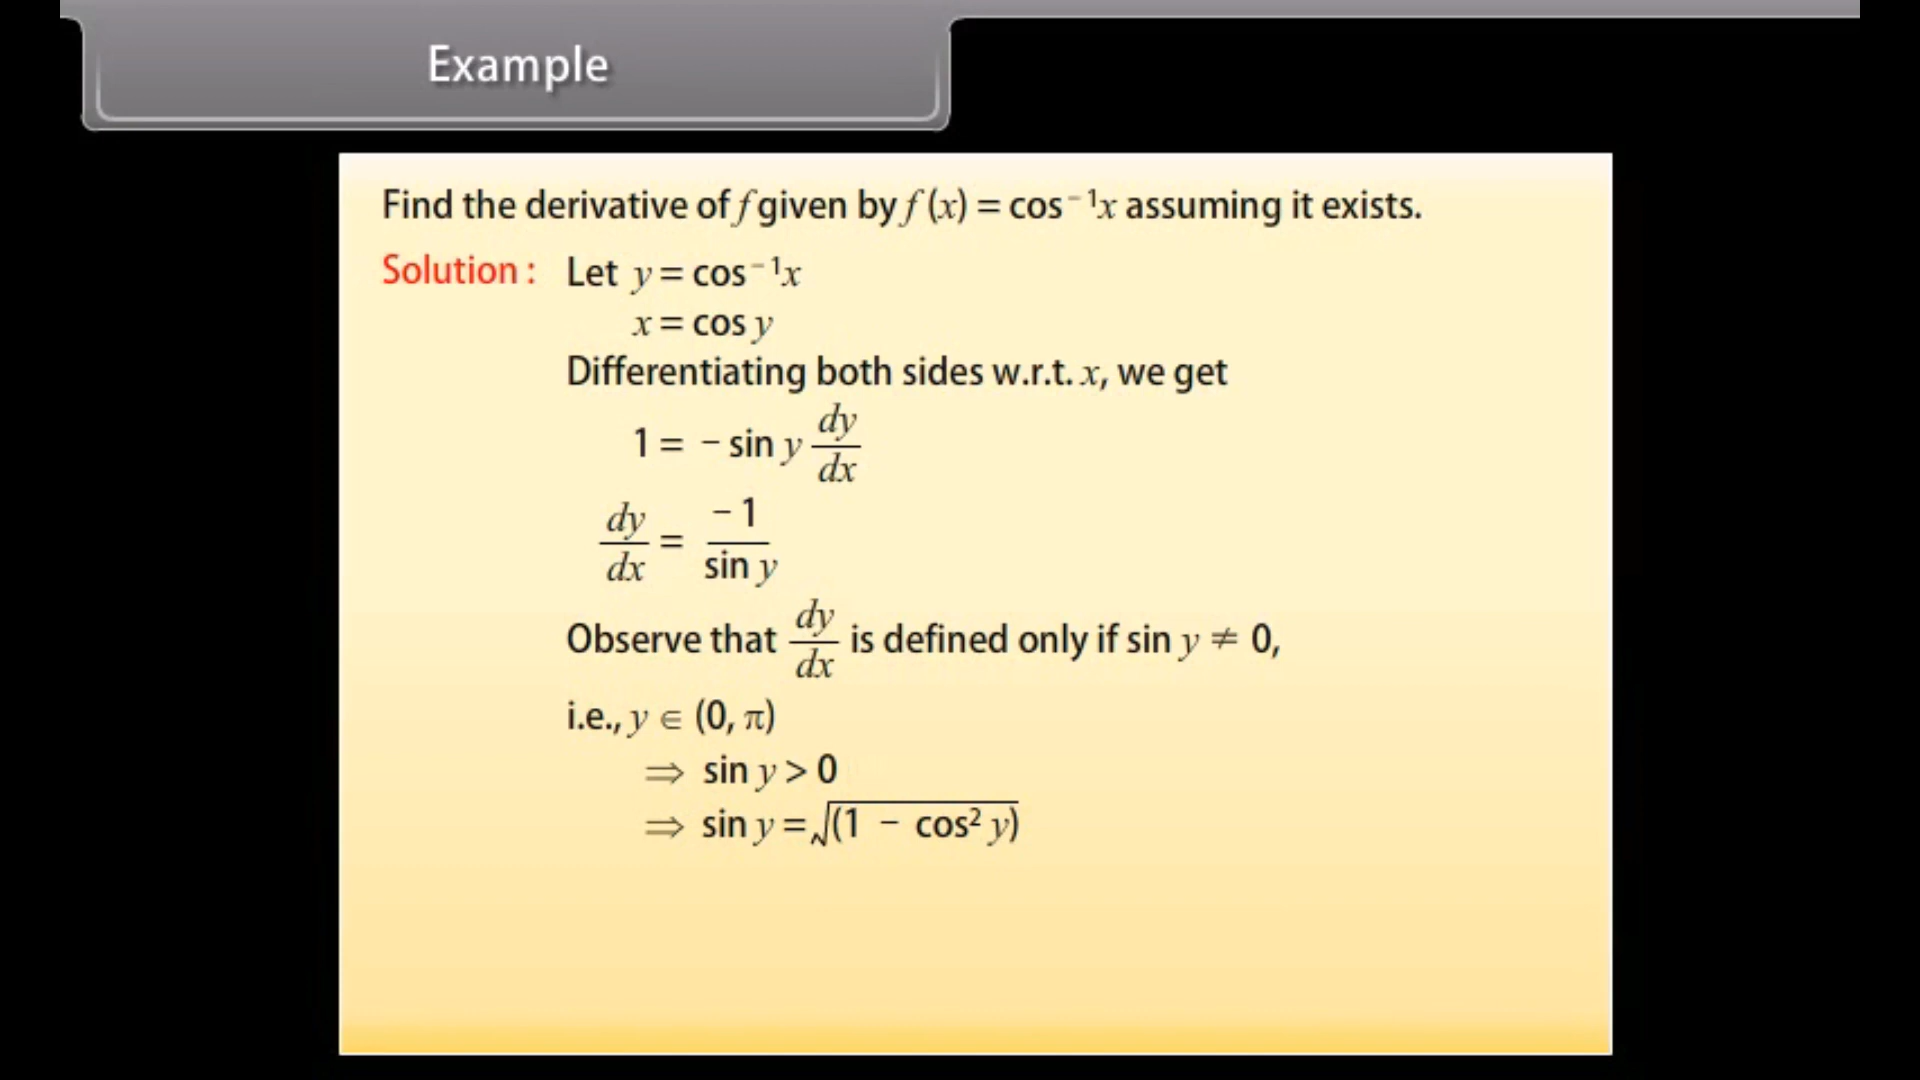 Example
Find the derivative of f given by f (x) = cos⁻¹x assuming it exists.
Solution : Let y = cos⁻¹x
x = cos y
Differentiating both sides w.r.t. x, we get
1 = − sin y dy/dx
dy/dx = −1/sin y
Observe that dy/dx is defined only if sin y ≠ 0,
i.e., y ∈ (0, π)
⇒ sin y > 0
⇒ sin y = √(1 − cos² y)